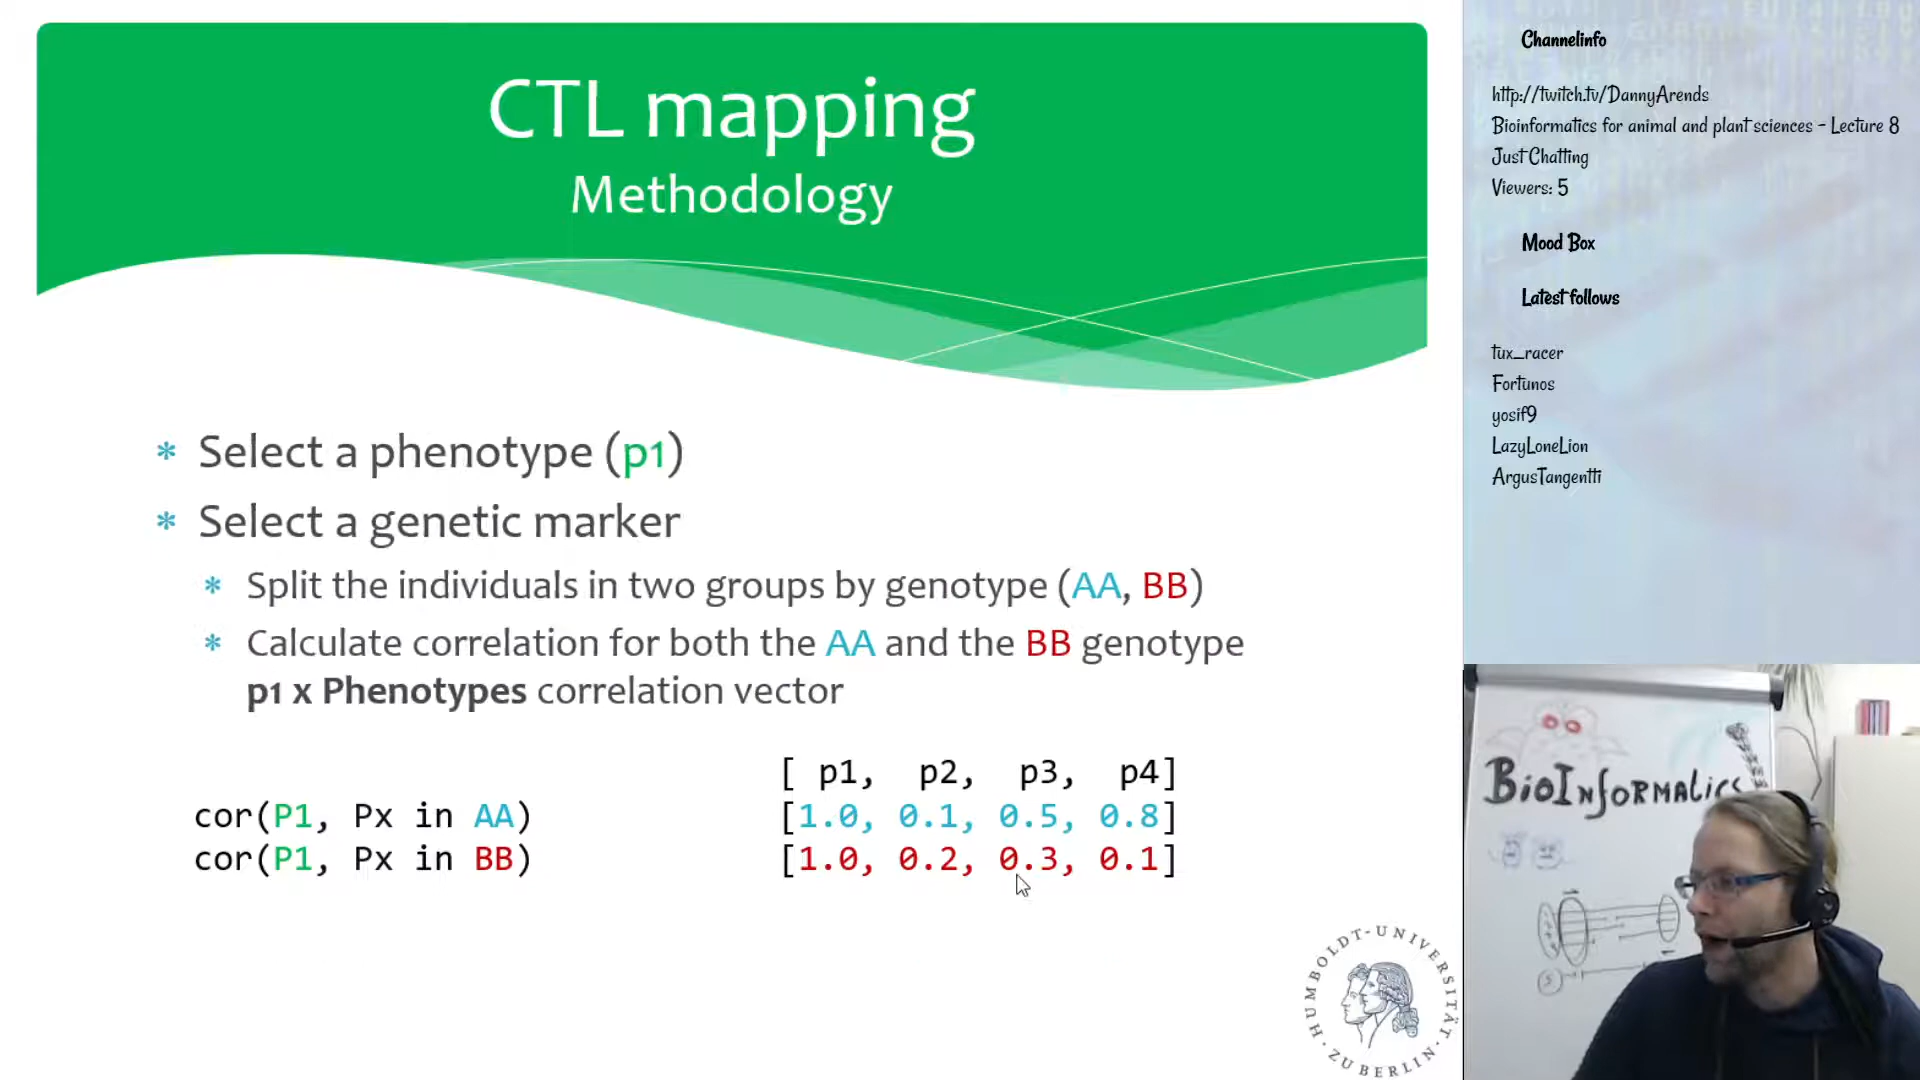 CTL mapping
Methodology
* Select a phenotype (p1)
* Select a genetic marker
* Split the individuals in two groups by genotype (AA, BB)
* Calculate correlation for both the AA and the BB genotype
p1 x Phenotypes correlation vector
[ p1, p2, p3, p4]
cor(P1, Px in AA) [1.0, 0.1, 0.5, 0.8]
cor(P1, Px in BB) [1.0, 0.2, 0.3, 0.1]
HUMBOLDT-UNIVERSITÄT
ZU BERLIN
Channelinfo
http://twitch.tv/DannyArends
Bioinformatics for animal and plant sciences - Lecture 8
Just Chatting
Viewers: 5
Mood Box
Latest follows
tux_racer
Fortunos
yosif9
LazyLoneLion
ArgusTangentti
BioInformatics